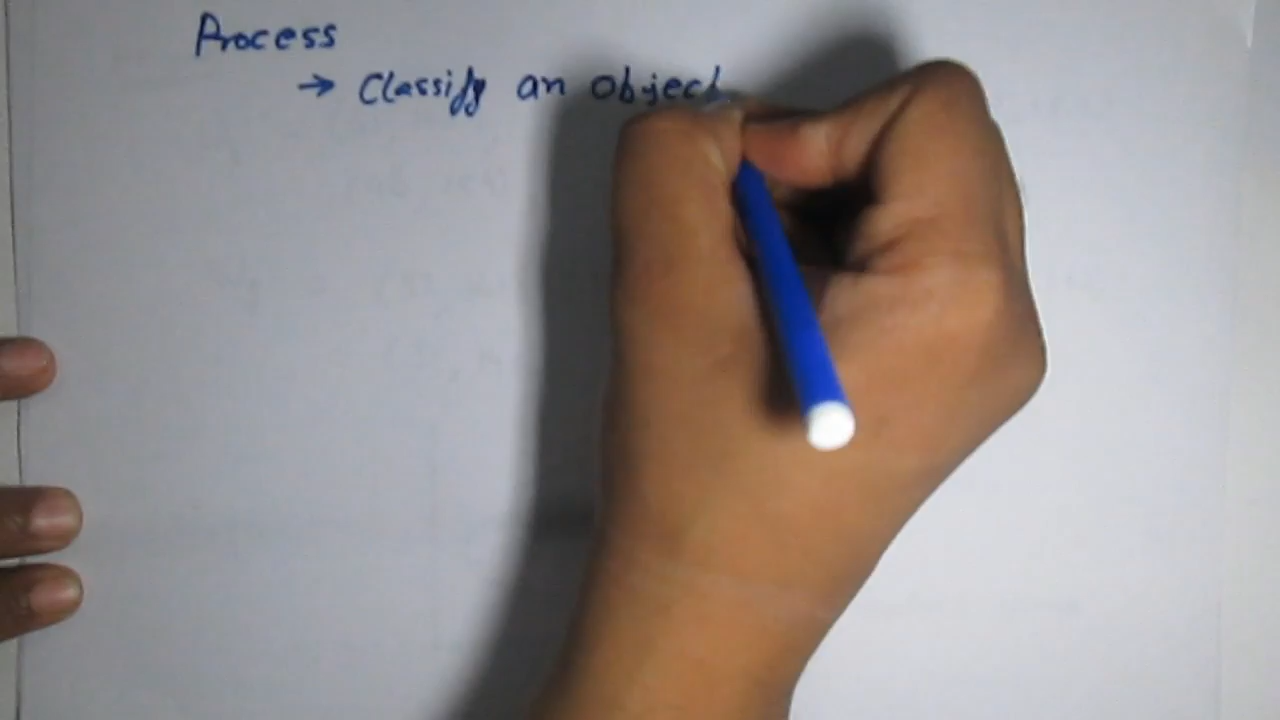 Process
→ Classify an object